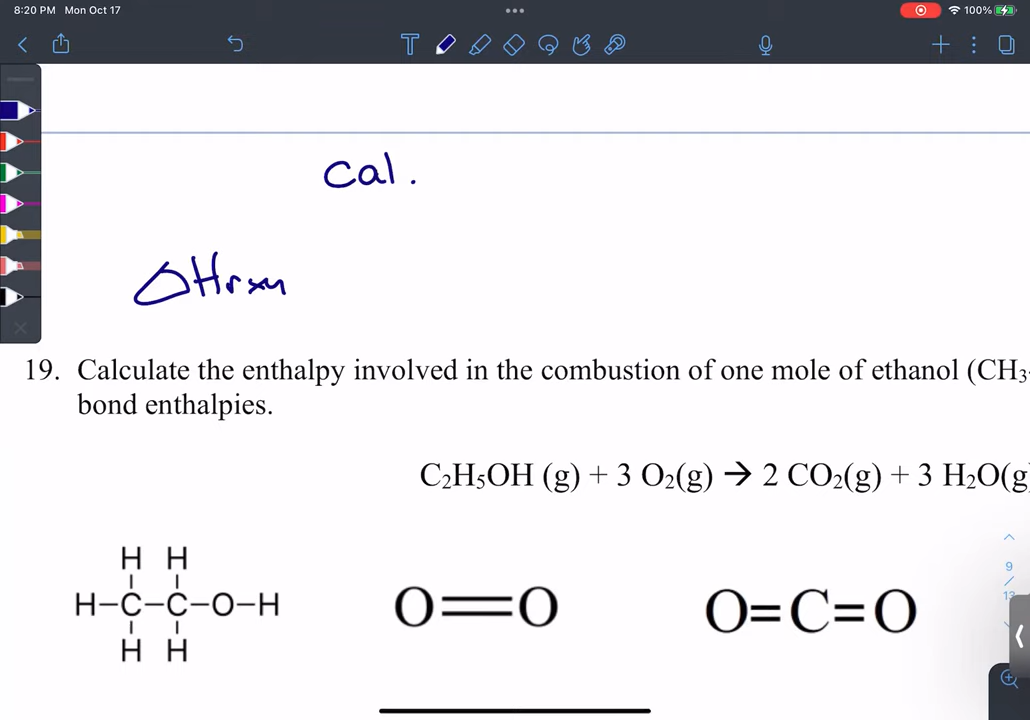 8:20 PM Mon Oct 17
100%
T
Cal.
ΔHrxn
19. Calculate the enthalpy involved in the combustion of one mole of ethanol (CH₃-
bond enthalpies.
C₂H₅OH (g) + 3 O₂(g) → 2 CO₂(g) + 3 H₂O(g)
H H
H-C-C-O-H
H H
O=O
O=C=O
9
/
13